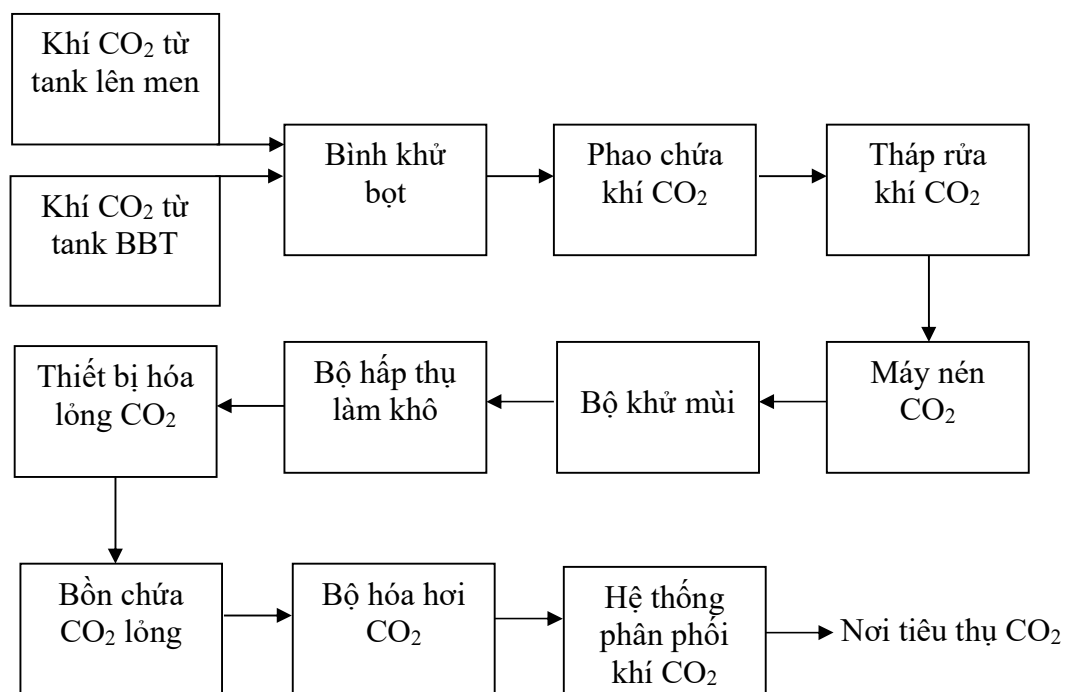 Khí CO₂ từ
tank lên men
Khí CO₂ từ
tank BBT
Bình khử
bọt
Phao chứa
khí CO₂
Tháp rửa
khí CO₂
Máy nén
CO₂
Bộ khử mùi
Bộ hấp thụ
làm khô
Thiết bị hóa
lỏng CO₂
Bồn chứa
CO₂ lỏng
Bộ hóa hơi
CO₂
Hệ thống
phân phối
khí CO₂
Nơi tiêu thụ CO₂